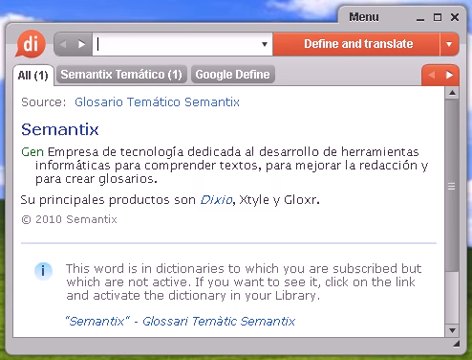 Menu
di
Define and translate
All (1)
Semantix Temático (1)
Google Define
Source: Glosario Temático Semantix
Semantix
Gen Empresa de tecnología dedicada al desarrollo de herramientas
informáticas para comprender textos, para mejorar la redacción y
para crear glosarios.
Su principales productos son Dixio, Xtyle y Gloxr.
© 2010 Semantix
i
This word is in dictionaries to which you are subscribed but
which are not active. If you want to see it, click on the link
and activate the dictionary in your Library.
"Semantix" - Glossari Temàtic Semantix